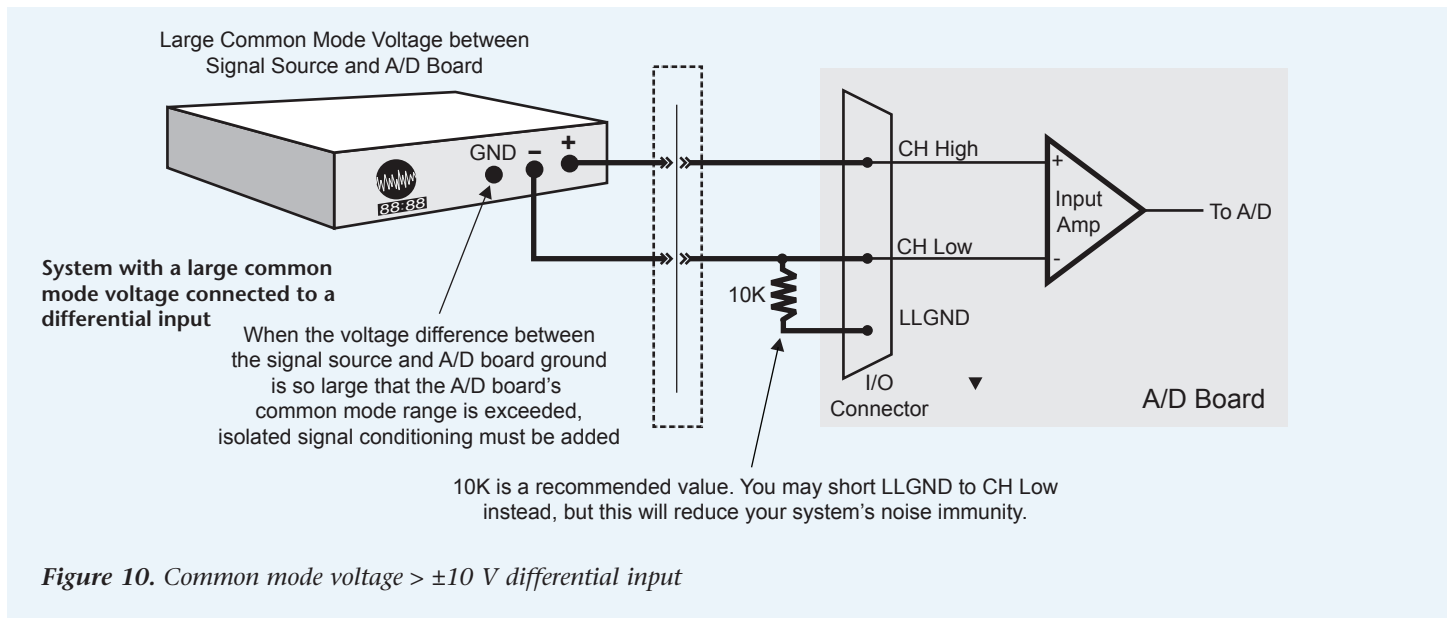 Large Common Mode Voltage between
Signal Source and A/D Board
GND
–
+
88:88
CH High
+
Input
Amp
To A/D
CH Low
-
10K
LLGND
I/O
Connector
A/D Board
System with a large common
mode voltage connected to a
differential input
When the voltage difference between
the signal source and A/D board ground
is so large that the A/D board’s
common mode range is exceeded,
isolated signal conditioning must be added
10K is a recommended value. You may short LLGND to CH Low
instead, but this will reduce your system’s noise immunity.
Figure 10. Common mode voltage > ±10 V differential input